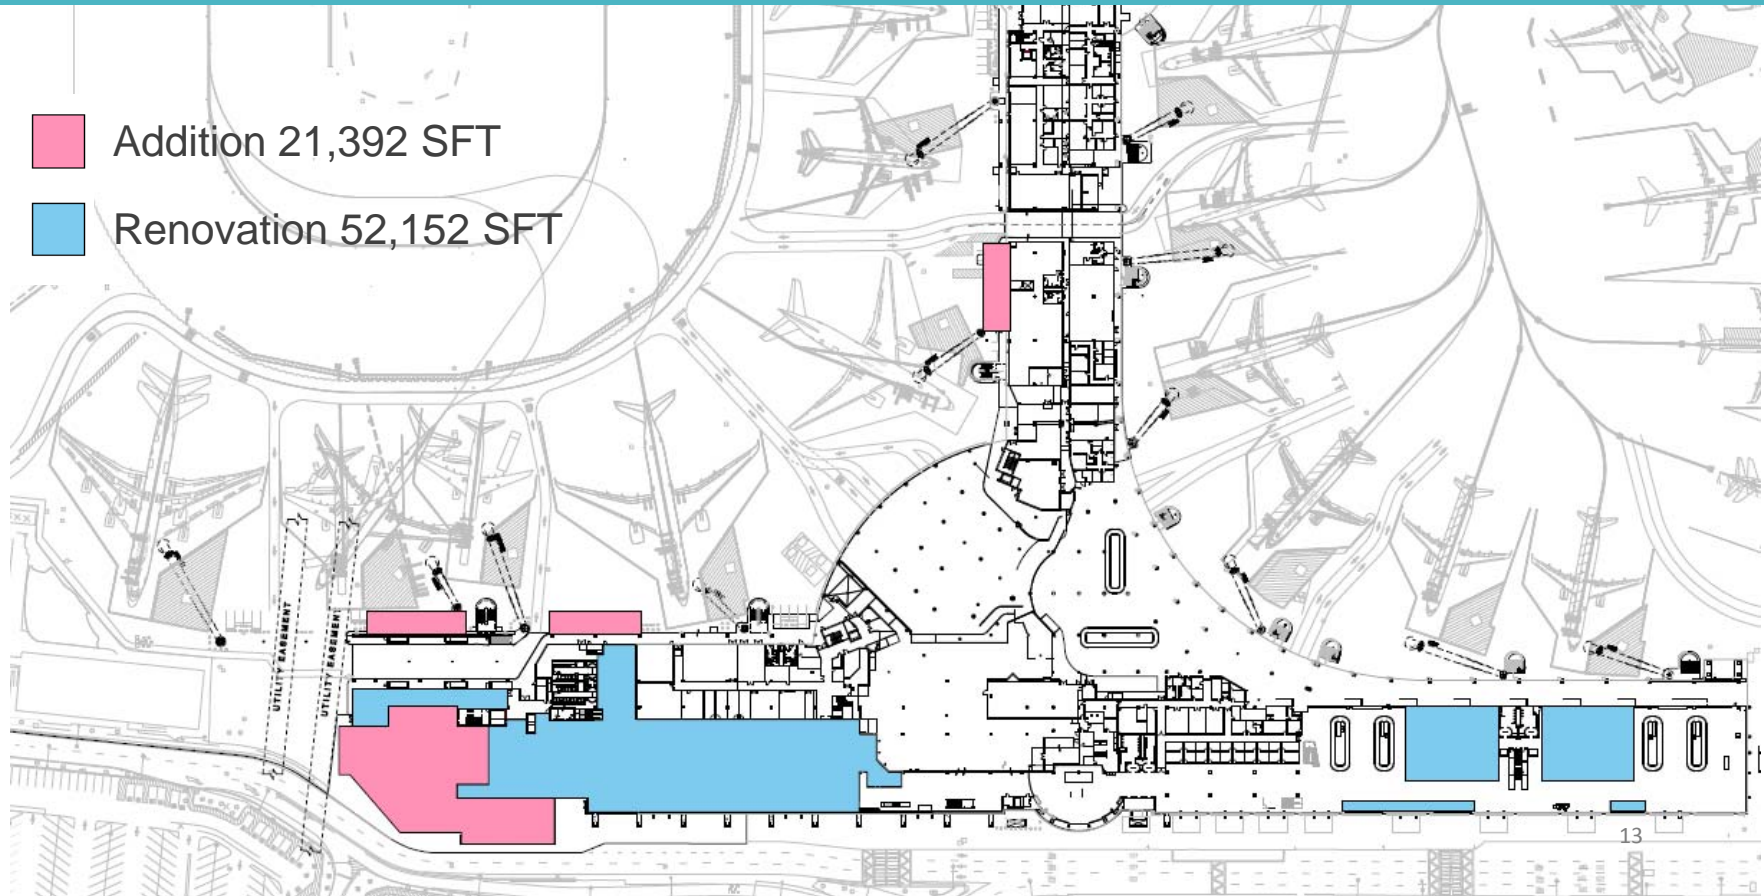 Addition 21,392 SFT
Renovation 52,152 SFT
UTILITY EASEMENT
UTILITY EASEMENT
13